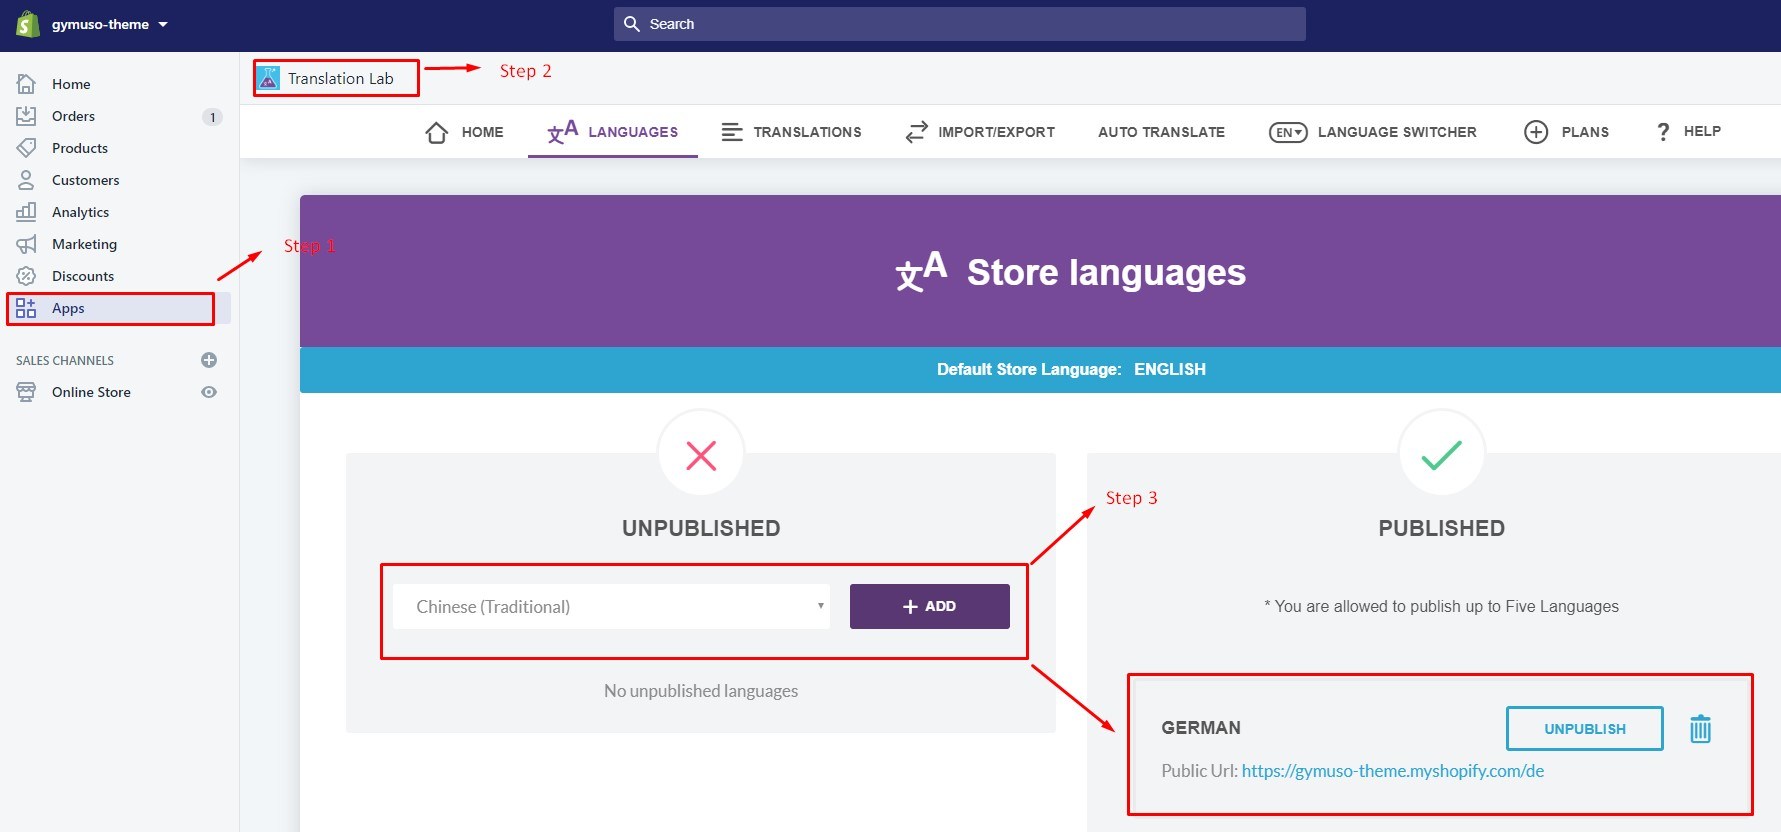 gymuso-theme
Search
Home
Orders 1
Products
Customers
Analytics
Marketing
Discounts
Apps
SALES CHANNELS
Online Store
Step 1
Translation Lab
Step 2
HOME
文A LANGUAGES
TRANSLATIONS
IMPORT/EXPORT
AUTO TRANSLATE
EN LANGUAGE SWITCHER
PLANS
? HELP
文A Store languages
Default Store Language: ENGLISH
UNPUBLISHED
Chinese (Traditional)
+ ADD
No unpublished languages
Step 3
PUBLISHED
* You are allowed to publish up to Five Languages
GERMAN
UNPUBLISH
Public Url: https://gymuso-theme.myshopify.com/de